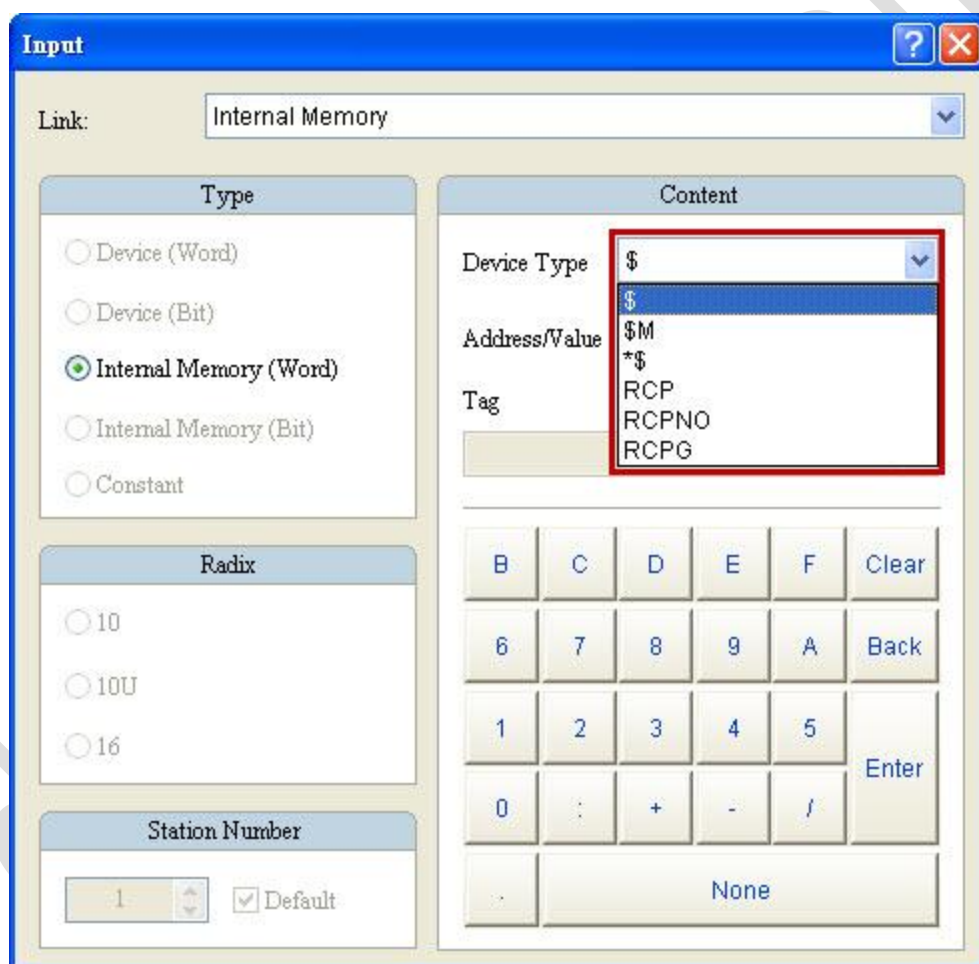 Input
?
Link:
Internal Memory
Type
Device (Word)
Device (Bit)
Internal Memory (Word)
Internal Memory (Bit)
Constant
Radix
10
10U
16
Station Number
1
Default
Content
Device Type
$
$
$M
*$
RCP
RCPNO
RCPG
Address/Value
Tag
B C D E F Clear
6 7 8 9 A Back
1 2 3 4 5
Enter
0 : + - /
. None